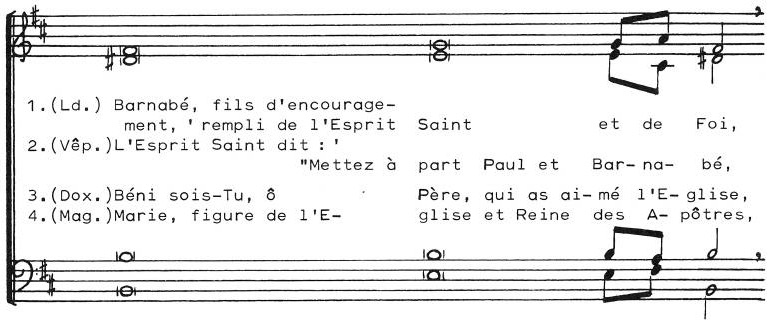 1.(Ld.) Barnabé, fils d'encourage-
ment, ' rempli de l'Esprit Saint et de Foi,
2.(Vêp.)L'Esprit Saint dit : '
"Mettez à part Paul et Bar- na- bé,
3.(Dox.)Béni sois-Tu, ô Père, qui as ai-mé l'E-glise,
4.(Mag.)Marie, figure de l'E- glise et Reine des A- pôtres,